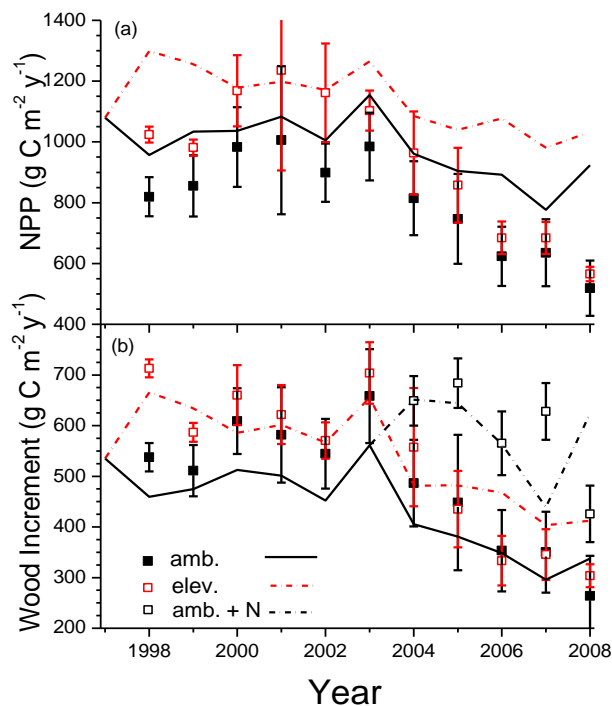 (a)
1400
1200
1000
800
600
400
NPP (g C m-2 y-1)
(b)
700
600
500
400
300
200
Wood Increment (g C m-2 y-1)
amb.
elev.
amb. + N
1998 2000 2002 2004 2006 2008
Year